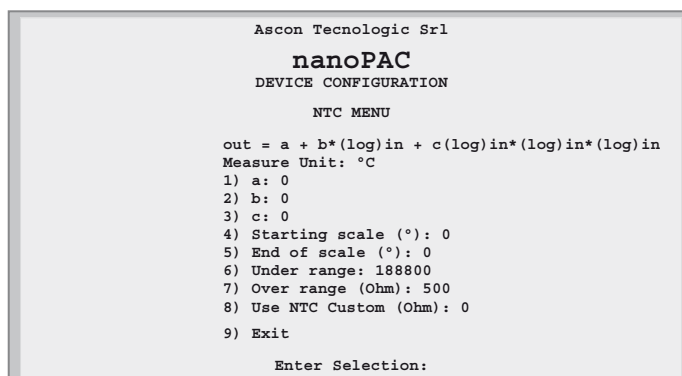 Ascon Tecnologic Srl
nanoPAC
DEVICE CONFIGURATION
NTC MENU
out = a + b*(log)in + c(log)in*(log)in*(log)in
Measure Unit: °C
1) a: 0
2) b: 0
3) c: 0
4) Starting scale (°): 0
5) End of scale (°): 0
6) Under range: 188800
7) Over range (Ohm): 500
8) Use NTC Custom (Ohm): 0
9) Exit
Enter Selection: